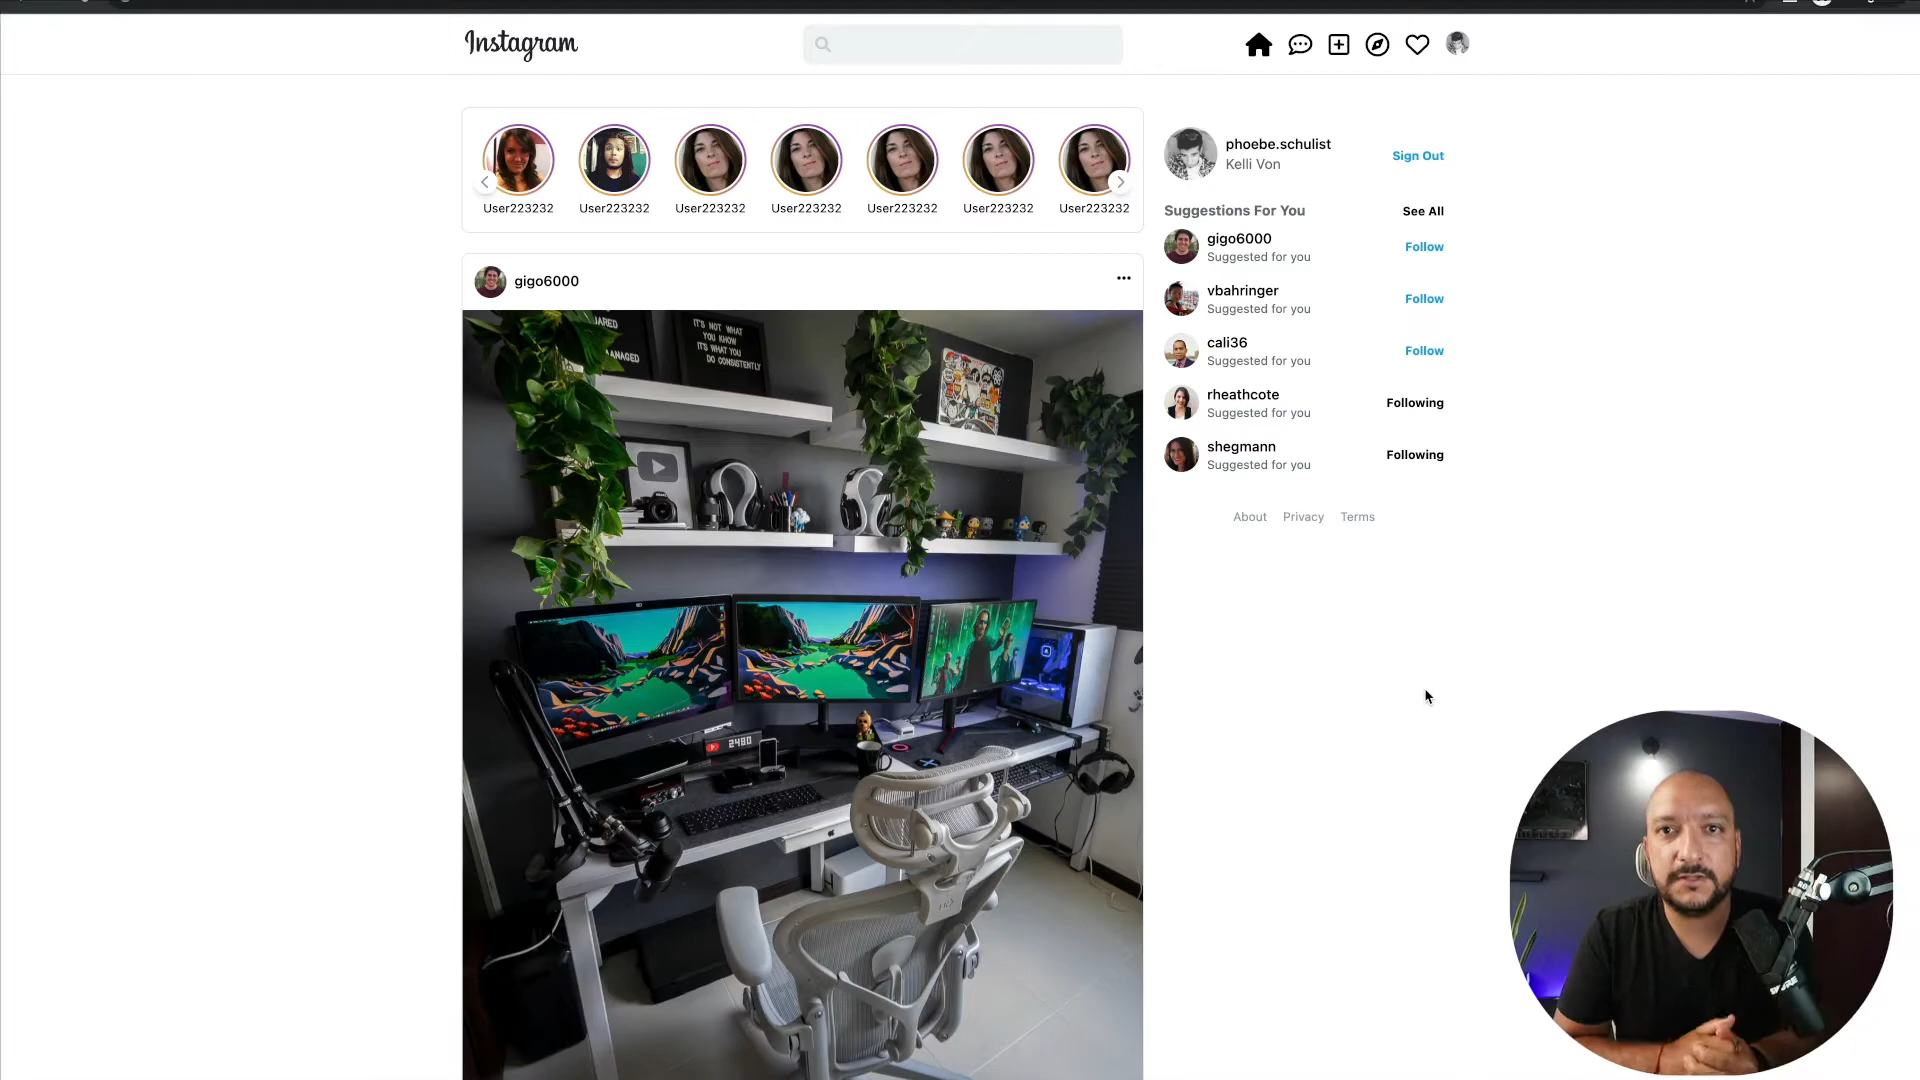 Instagram
User223232
User223232
User223232
User223232
User223232
User223232
User223232
phoebe.schulist
Kelli Von
Sign Out
Suggestions For You
See All
gigo6000
Suggested for you
Follow
vbahringer
Suggested for you
Follow
cali36
Suggested for you
Follow
rheathcote
Suggested for you
Following
shegmann
Suggested for you
Following
About Privacy Terms
gigo6000
IT'S NOT WHAT
YOU KNOW
IT'S WHAT YOU
DO CONSISTENTLY
MANAGED
2480